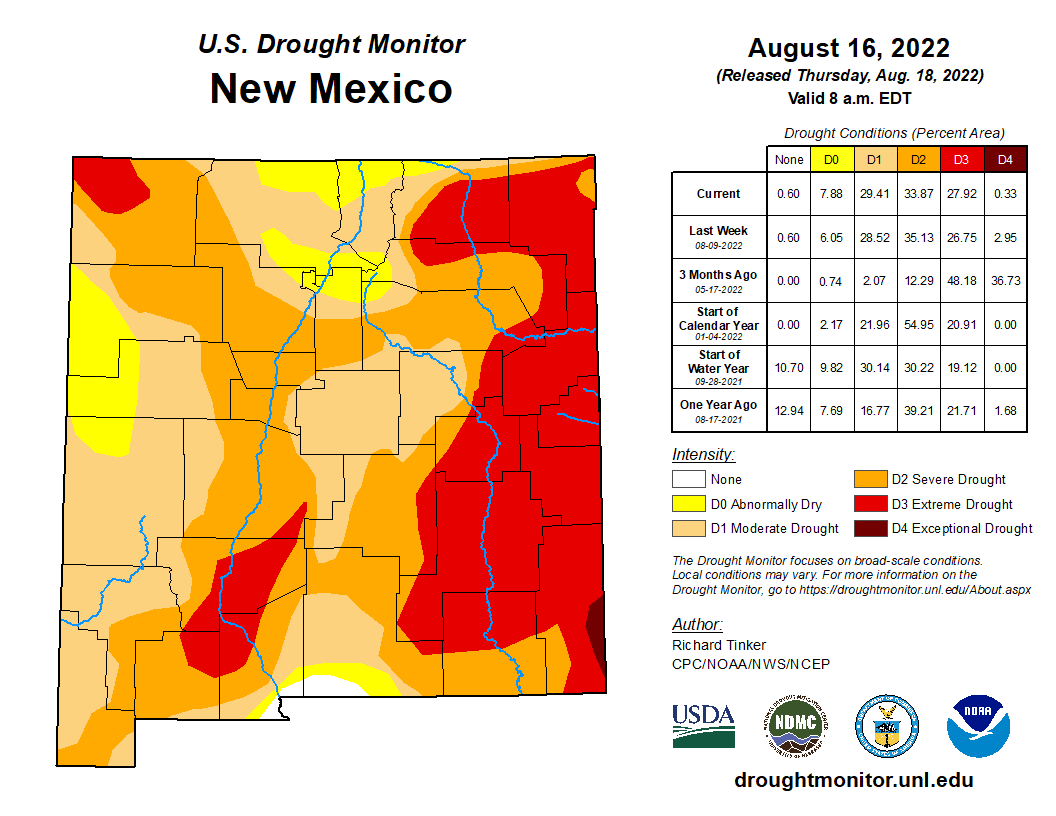 U.S. Drought Monitor
New Mexico
August 16, 2022
(Released Thursday, Aug. 18, 2022)
Valid 8 a.m. EDT
Drought Conditions (Percent Area)
None D0 D1 D2 D3 D4
Current 0.60 7.88 29.41 33.87 27.92 0.33
Last Week
08-09-2022
0.60 6.05 28.52 35.13 26.75 2.95
3 Months Ago
05-17-2022
0.00 0.74 2.07 12.29 48.18 36.73
Start of
Calendar Year
01-04-2022
0.00 2.17 21.96 54.95 20.91 0.00
Start of
Water Year
09-28-2021
10.70 9.82 30.14 30.22 19.12 0.00
One Year Ago
08-17-2021
12.94 7.69 16.77 39.21 21.71 1.68
Intensity:
None
D0 Abnormally Dry
D1 Moderate Drought
D2 Severe Drought
D3 Extreme Drought
D4 Exceptional Drought
The Drought Monitor focuses on broad-scale conditions.
Local conditions may vary. For more information on the
Drought Monitor, go to https://droughtmonitor.unl.edu/About.aspx
Author:
Richard Tinker
CPC/NOAA/NWS/NCEP
USDA
NDMC
NOAA
droughtmonitor.unl.edu